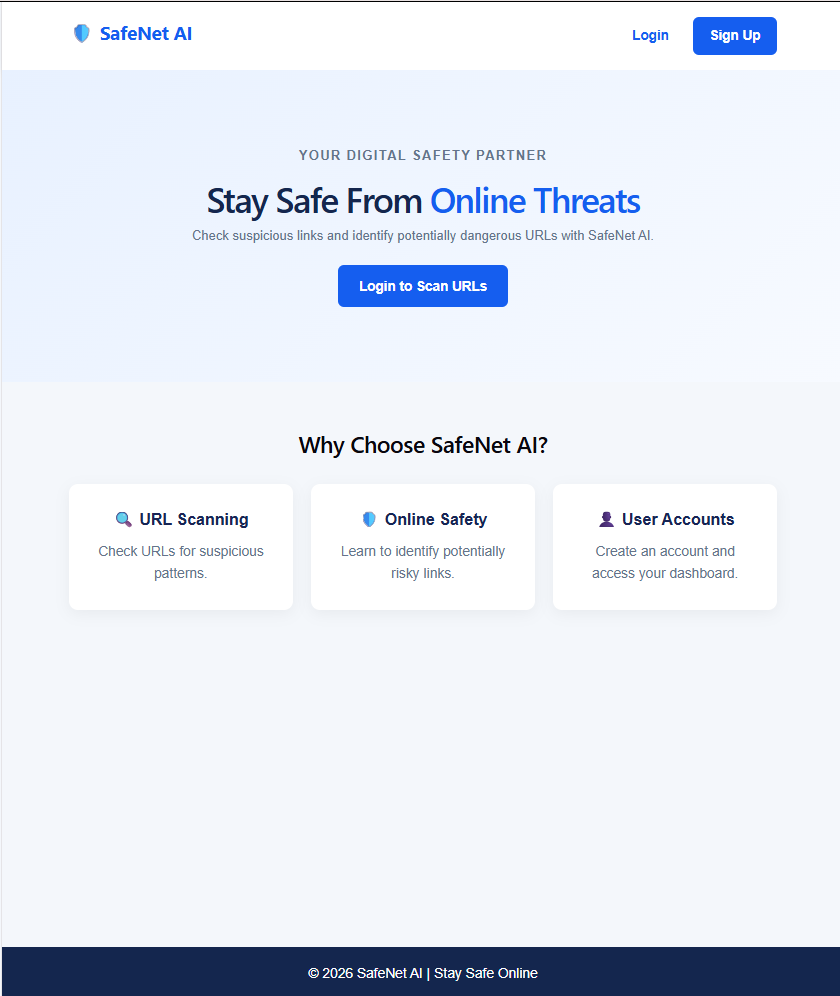 SafeNet AI
Login
Sign Up
YOUR DIGITAL SAFETY PARTNER
Stay Safe From Online Threats
Check suspicious links and identify potentially dangerous URLs with SafeNet AI.
Login to Scan URLs
Why Choose SafeNet AI?
URL Scanning
Check URLs for suspicious
patterns.
Online Safety
Learn to identify potentially
risky links.
User Accounts
Create an account and
access your dashboard.
© 2026 SafeNet AI | Stay Safe Online